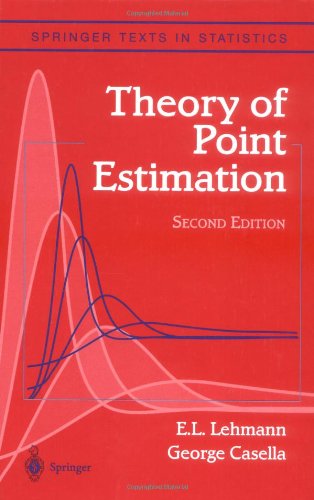 SPRINGER TEXTS IN STATISTICS
Theory of
Point
Estimation
SECOND EDITION
E.L. Lehmann
George Casella
Springer